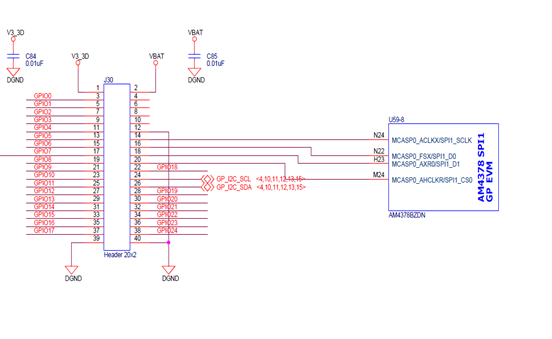 V3_3D
VBAT
C84
0.01uF
DGND
V3_3D
VBAT
C85
0.01uF
DGND
J30
1 2
GPIO0 3 4
GPIO1 5 6
GPIO2 7 8
GPIO3 9 10
GPIO4 11 12
GPIO5 13 14
GPIO6 15 16
GPIO7 17 18
GPIO8 19 20
GPIO9 21 22 GPIO18
GPIO10 23 24 GP_I2C_SCL <4,10,11,12,13,15>
GPIO11 25 26 GP_I2C_SDA <4,10,11,12,13,15>
GPIO12 27 28 GPIO19
GPIO13 29 30 GPIO20
GPIO14 31 32 GPIO21
GPIO15 33 34 GPIO22
GPIO16 35 36 GPIO23
GPIO17 37 38 GPIO24
39 40
Header 20x2
DGND
DGND
U59-8
N24 MCASP0_ACLKX/SPI1_SCLK
N22 MCASP0_FSX/SPI1_D0
H23 MCASP0_AXR0/SPI1_D1
M24 MCASP0_AHCLKR/SPI1_CS0
AM4378 SPI1
GP EVM
AM4378BZDN